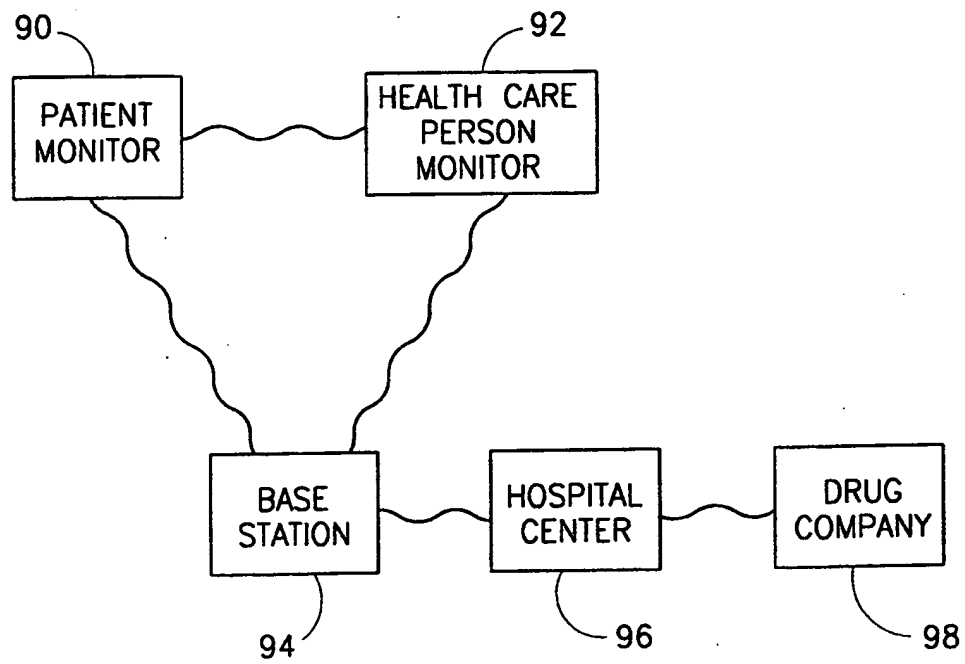 90
92
PATIENT
MONITOR
HEALTH CARE
PERSON
MONITOR
BASE
STATION
HOSPITAL
CENTER
DRUG
COMPANY
94
96
98